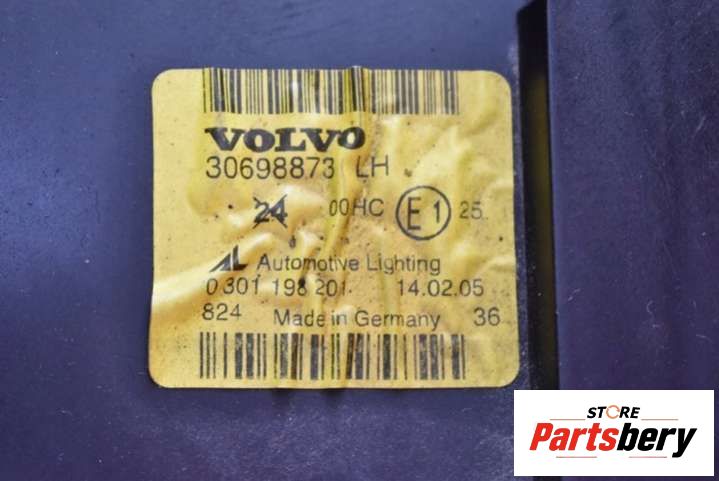 VOLVO
30698873 LH
24 00HC E1 25
AL Automotive Lighting
0 301 198 201 14.02.05
824 Made in Germany 36
STORE
Partsbery